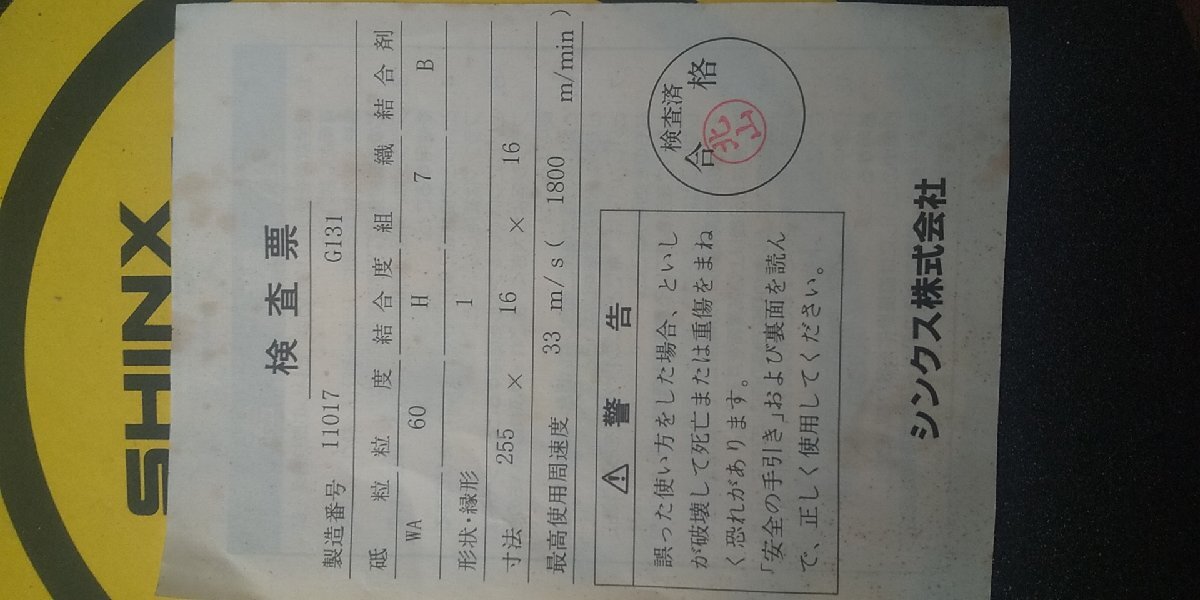 SHINX
検査票
製造番号 11017 G131
砥粒 粒度 結合度 組織 結合剤
WA 60 H 7 B
形状・縁形 1
寸法 255 × 16 × 16
最高使用周速度 33 m/s( 1800 m/min )
⚠ 警告
誤った使い方をした場合、といし
が破壊して死亡または重傷をまね
く恐れがあります。
「安全の手引き」および裏面を読ん
で、正しく使用してください。
検査済
合格
北山
シンクス株式会社